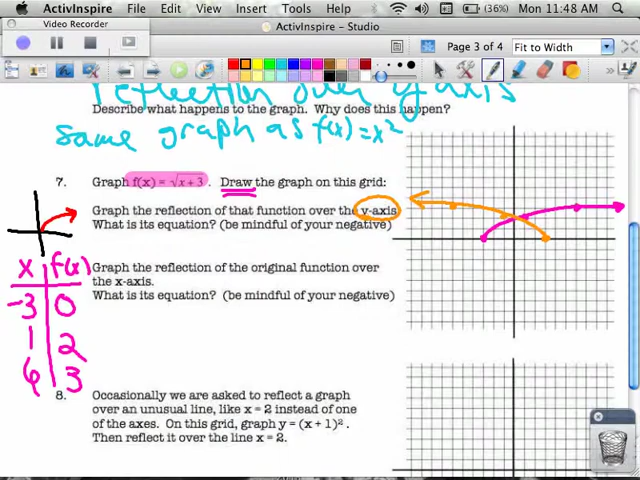 ActivInspire File Edit View Insert Tools Help (36%) Mon 11:48 AM
Video Recorder
ActivInspire - Studio
Page 3 of 4 Fit to Width
reflection over y axis
Describe what happens to the graph. Why does this happen?
same graph as f(x)=x²
7. Graph f(x) = √x+3 . Draw the graph on this grid:
Graph the reflection of that function over the y-axis
What is its equation? (be mindful of your negative)
x f(x)
-3 0
1 2
6 3
Graph the reflection of the original function over
the x-axis.
What is its equation? (be mindful of your negative)
8. Occasionally we are asked to reflect a graph
over an unusual line, like x = 2 instead of one
of the axes. On this grid, graph y = (x + 1)² .
Then reflect it over the line x = 2.